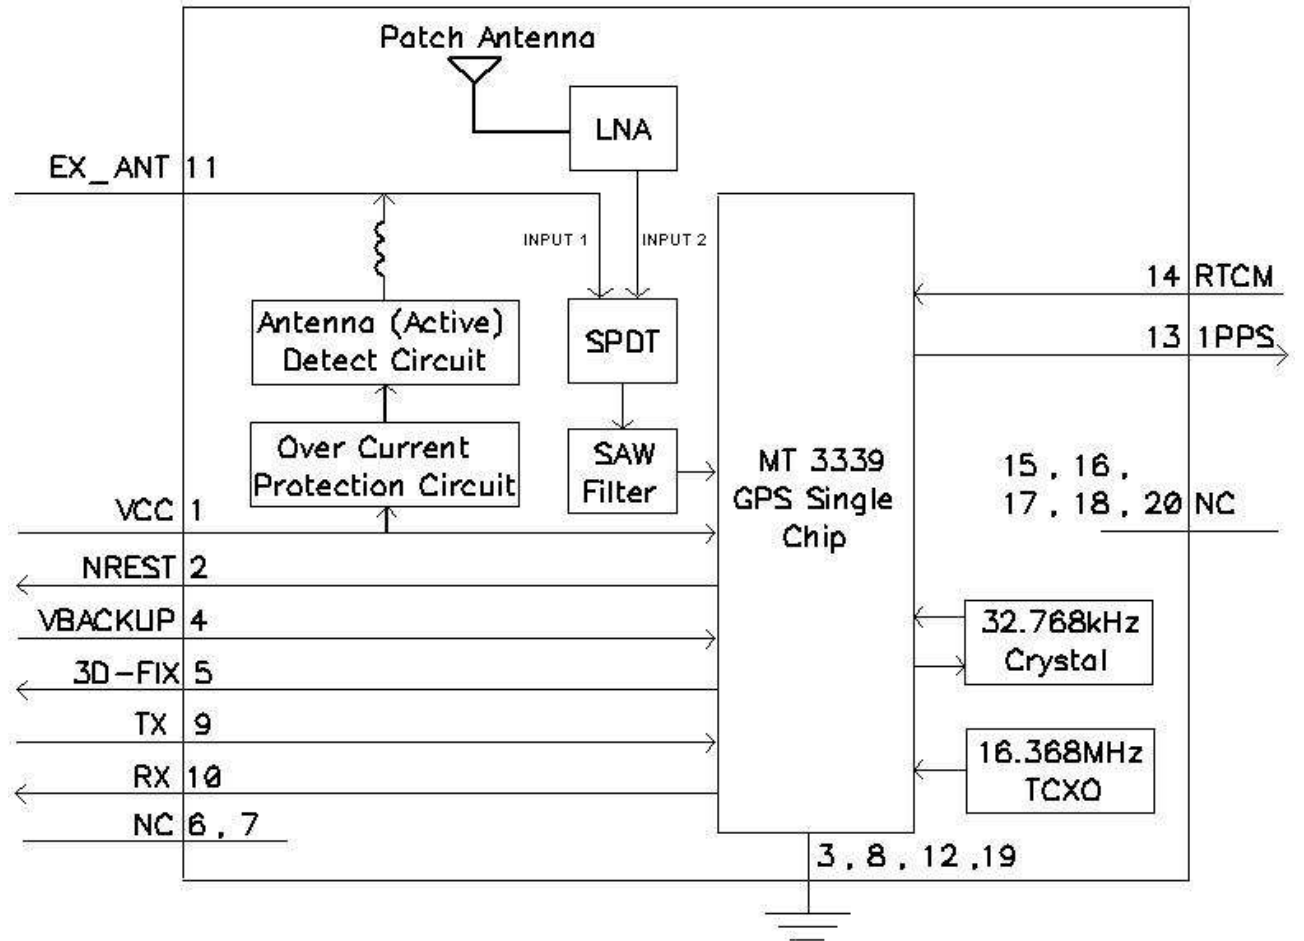 Patch Antenna
LNA
EX_ANT 11
INPUT 1
INPUT 2
14 RTCM
Antenna (Active)
Detect Circuit
SPDT
13 1PPS
Over Current
Protection Circuit
SAW
Filter
MT 3339
GPS Single
Chip
15 , 16 ,
17 , 18 , 20 NC
VCC 1
NREST 2
VBACKUP 4
32.768kHz
Crystal
3D-FIX 5
TX 9
16.368MHz
TCXO
RX 10
NC 6 , 7
3 , 8 , 12 ,19